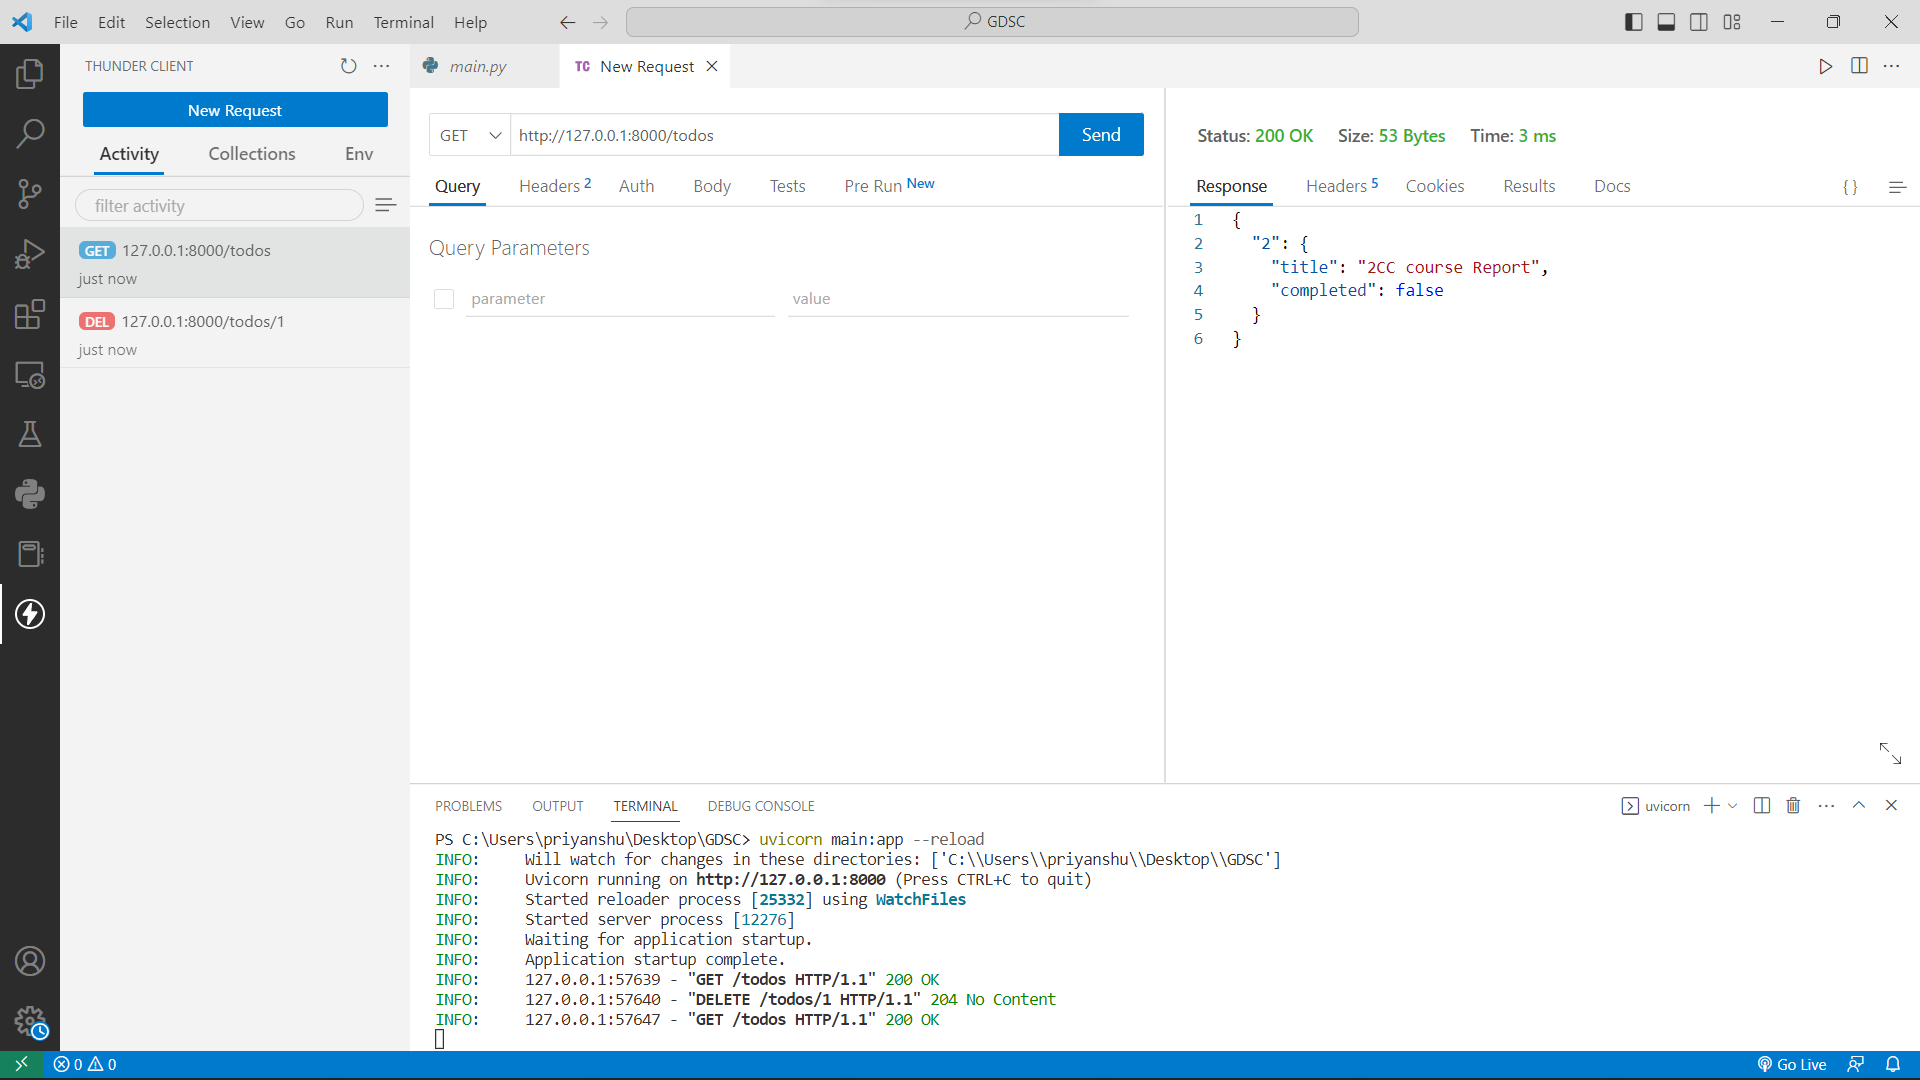 File Edit Selection View Go Run Terminal Help GDSC
THUNDER CLIENT
New Request
Activity Collections Env
filter activity
GET 127.0.0.1:8000/todos
just now
DEL 127.0.0.1:8000/todos/1
just now
main.py TC New Request
GET http://127.0.0.1:8000/todos Send
Query Headers 2 Auth Body Tests Pre Run New
Query Parameters
parameter value
Status: 200 OK Size: 53 Bytes Time: 3 ms
Response Headers 5 Cookies Results Docs {}
1 {
2 "2": {
3 "title": "2CC course Report",
4 "completed": false
5 }
6 }
PROBLEMS OUTPUT TERMINAL DEBUG CONSOLE uvicorn
PS C:\Users\priyanshu\Desktop\GDSC> uvicorn main:app --reload
INFO: Will watch for changes in these directories: ['C:\\Users\\priyanshu\\Desktop\\GDSC']
INFO: Uvicorn running on http://127.0.0.1:8000 (Press CTRL+C to quit)
INFO: Started reloader process [25332] using WatchFiles
INFO: Started server process [12276]
INFO: Waiting for application startup.
INFO: Application startup complete.
INFO: 127.0.0.1:57639 - "GET /todos HTTP/1.1" 200 OK
INFO: 127.0.0.1:57640 - "DELETE /todos/1 HTTP/1.1" 204 No Content
INFO: 127.0.0.1:57647 - "GET /todos HTTP/1.1" 200 OK
0 0 Go Live